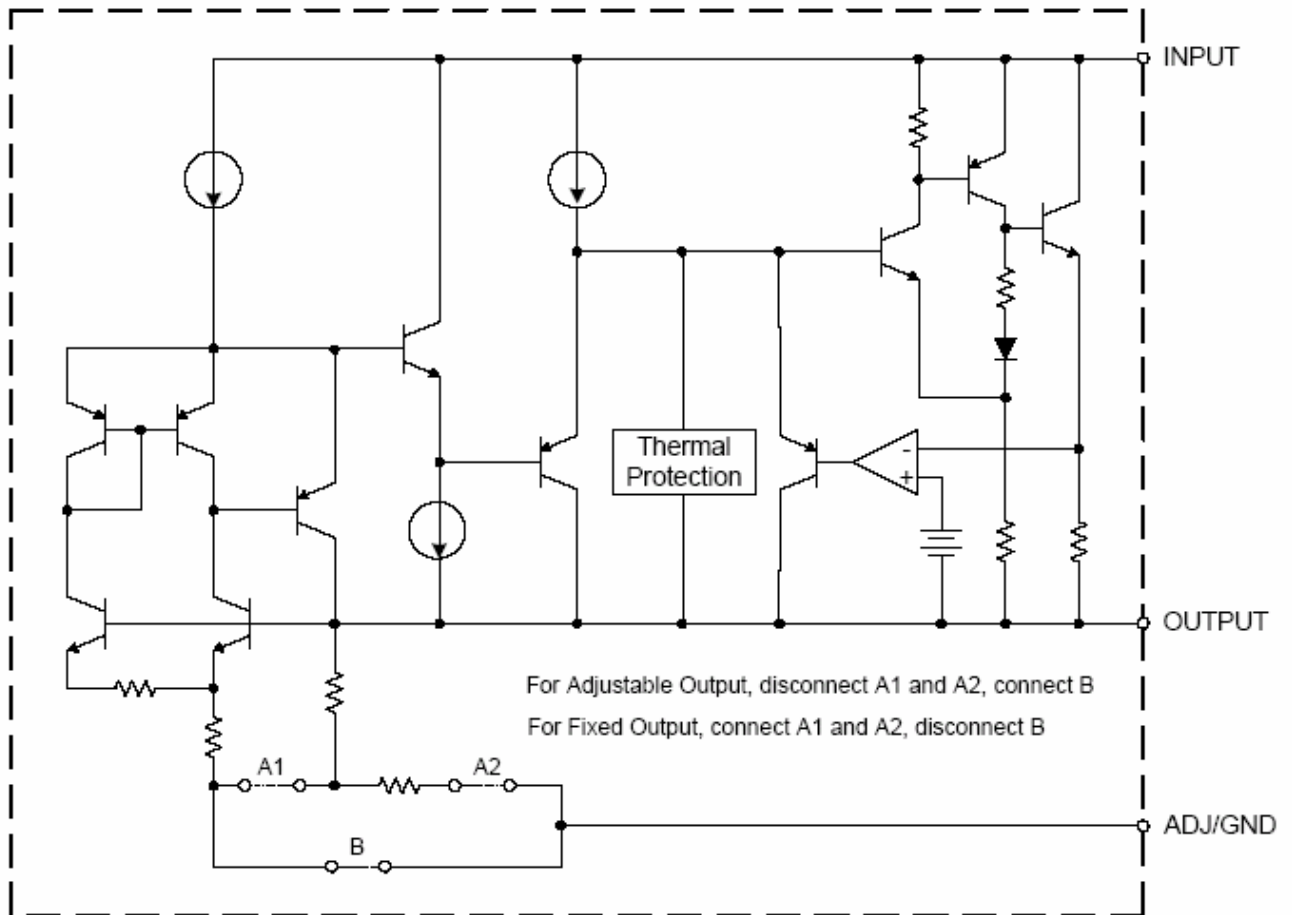 INPUT
Thermal
Protection
-
+
OUTPUT
For Adjustable Output, disconnect A1 and A2, connect B
For Fixed Output, connect A1 and A2, disconnect B
A1
A2
ADJ/GND
B